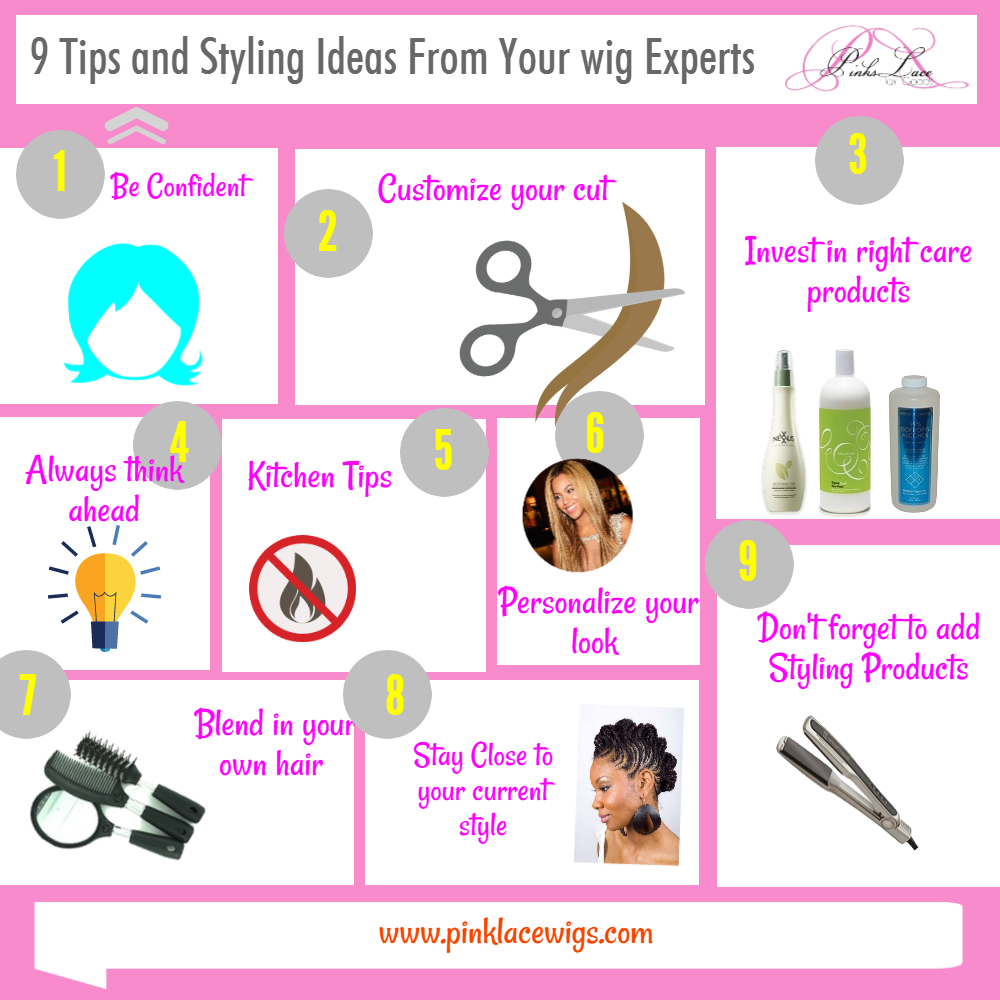 9 Tips and Styling Ideas From Your wig Experts
Pinks Lace
1
Be Confident
2
Customize your cut
3
Invest in right care
products
NEXXUS
ISOPROPYL
ALCOHOL
4
Always think
ahead
5
Kitchen Tips
6
Personalize your
look
7
Blend in your
own hair
8
Stay Close to
your current
style
9
Don't forget to add
Styling Products
www.pinklacewigs.com